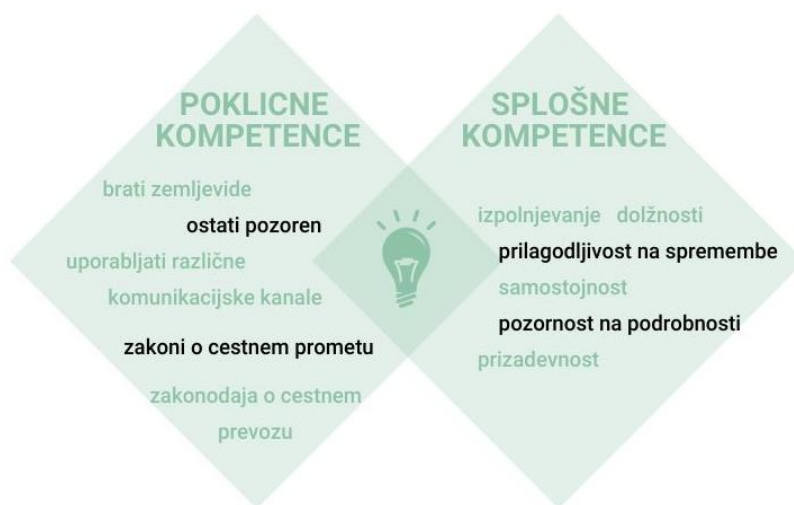 POKLICNE
KOMPETENCE
brati zemljevide
ostati pozoren
uporabljati različne
komunikacijske kanale
zakoni o cestnem prometu
zakonodaja o cestnem
prevozu
SPLOŠNE
KOMPETENCE
izpolnjevanje dolžnosti
prilagodljivost na spremembe
samostojnost
pozornost na podrobnosti
prizadevnost